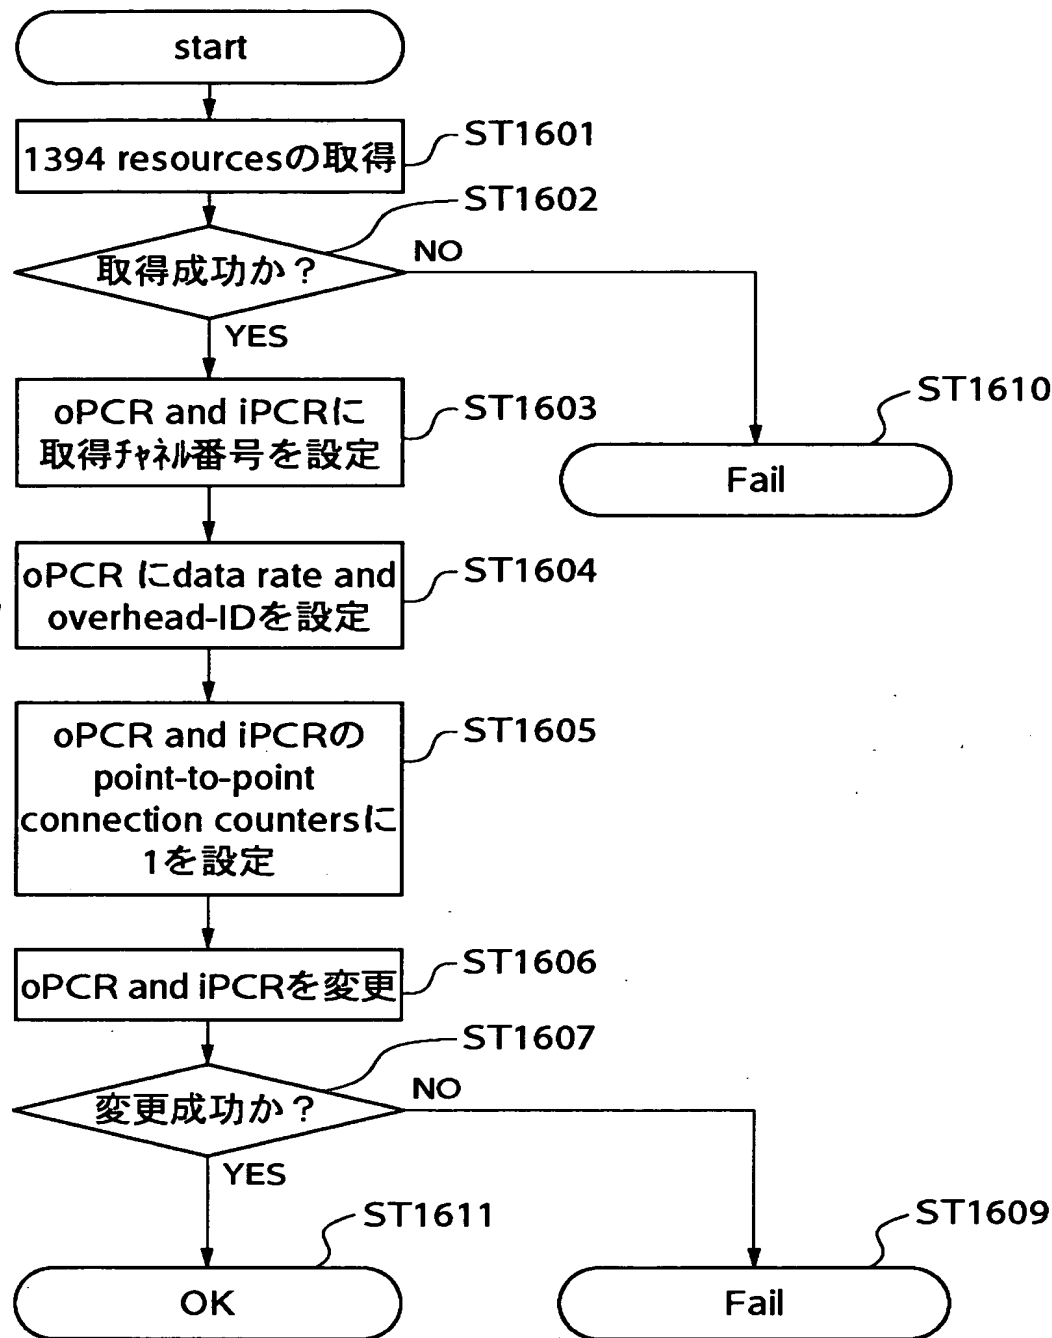 start
1394 resourcesの取得
ST1601
ST1602
取得成功か？
NO
YES
oPCR and iPCRに
取得ﾁｬﾈﾙ番号を設定
ST1603
ST1610
Fail
oPCR にdata rate and
overhead-IDを設定
ST1604
oPCR and iPCRの
point-to-point
connection countersに
1を設定
ST1605
oPCR and iPCRを変更
ST1606
ST1607
変更成功か？
NO
YES
ST1611
ST1609
OK
Fail